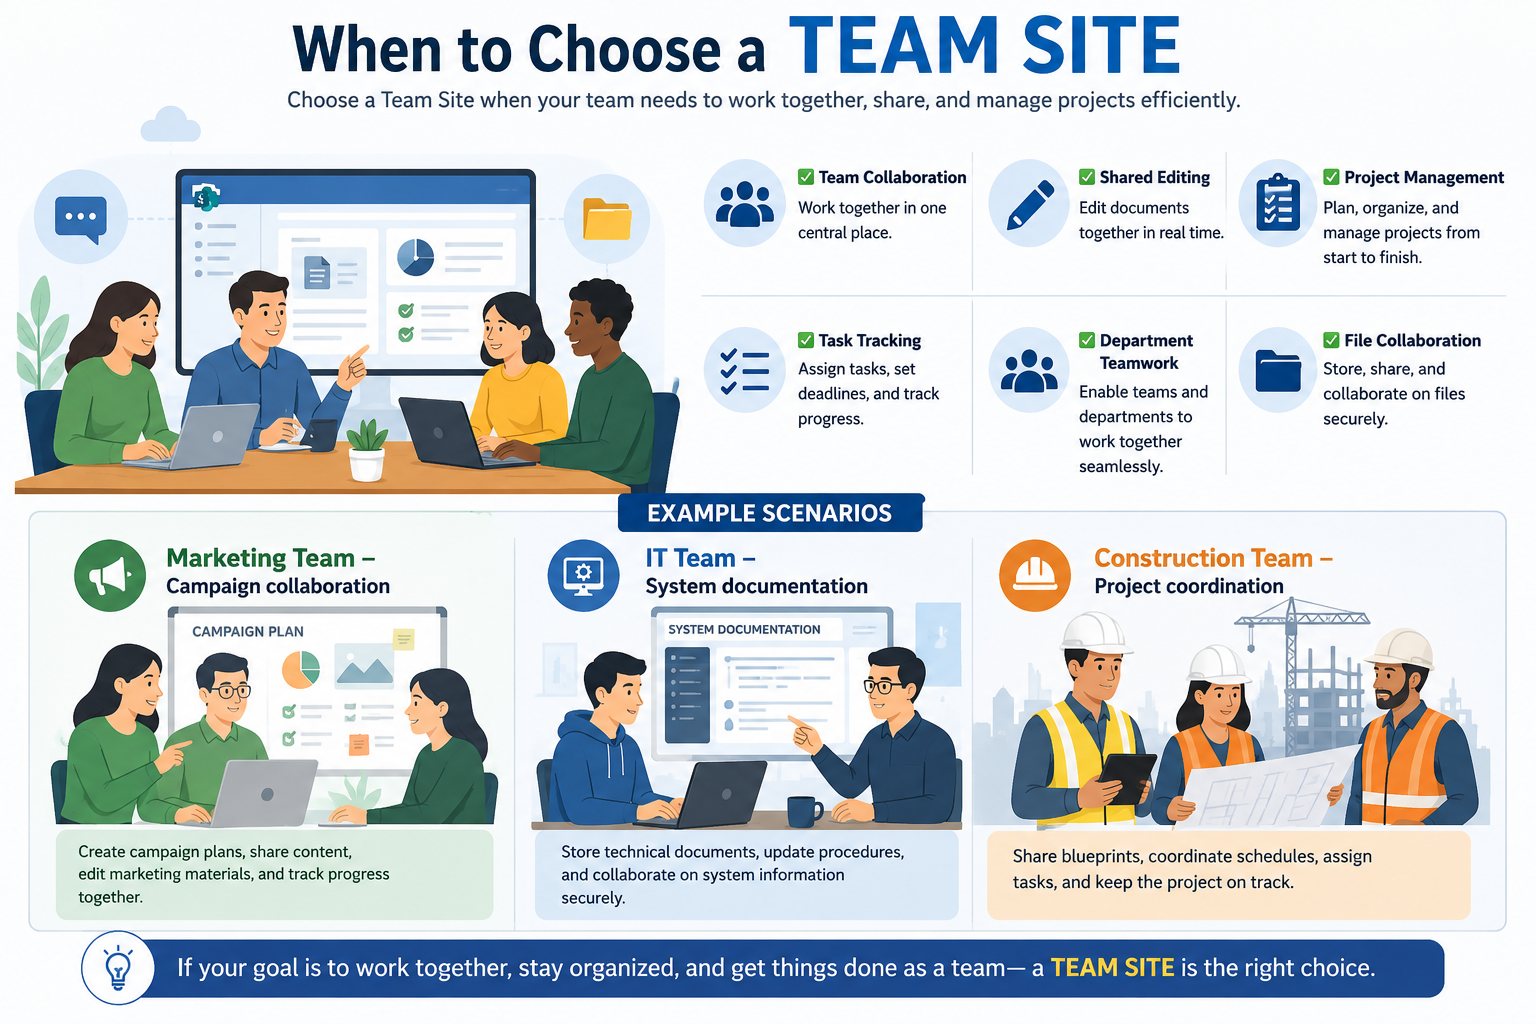 When to Choose a TEAM SITE
Choose a Team Site when your team needs to work together, share, and manage projects efficiently.
S
✅ Team Collaboration
Work together in one
central place.
✅ Shared Editing
Edit documents
together in real time.
✅ Project Management
Plan, organize, and
manage projects from
start to finish.
✅ Task Tracking
Assign tasks, set
deadlines, and track
progress.
✅ Department
Teamwork
Enable teams and
departments to
work together
seamlessly.
✅ File Collaboration
Store, share, and
collaborate on files
securely.
EXAMPLE SCENARIOS
Marketing Team –
Campaign collaboration
CAMPAIGN PLAN
Create campaign plans, share content,
edit marketing materials, and track progress
together.
IT Team –
System documentation
SYSTEM DOCUMENTATION
Store technical documents, update procedures,
and collaborate on system information
securely.
Construction Team –
Project coordination
Share blueprints, coordinate schedules, assign
tasks, and keep the project on track.
If your goal is to work together, stay organized, and get things done as a team— a TEAM SITE is the right choice.